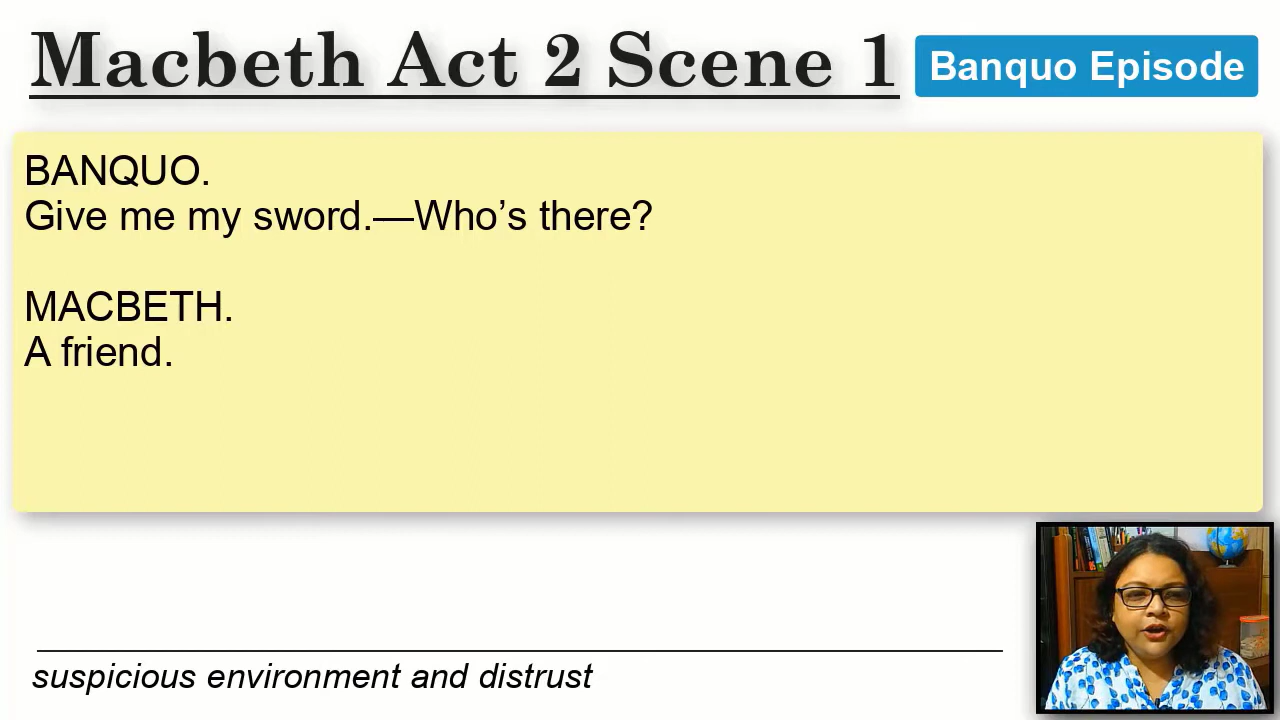 Macbeth Act 2 Scene 1
Banquo Episode
BANQUO.
Give me my sword.—Who’s there?
MACBETH.
A friend.
suspicious environment and distrust